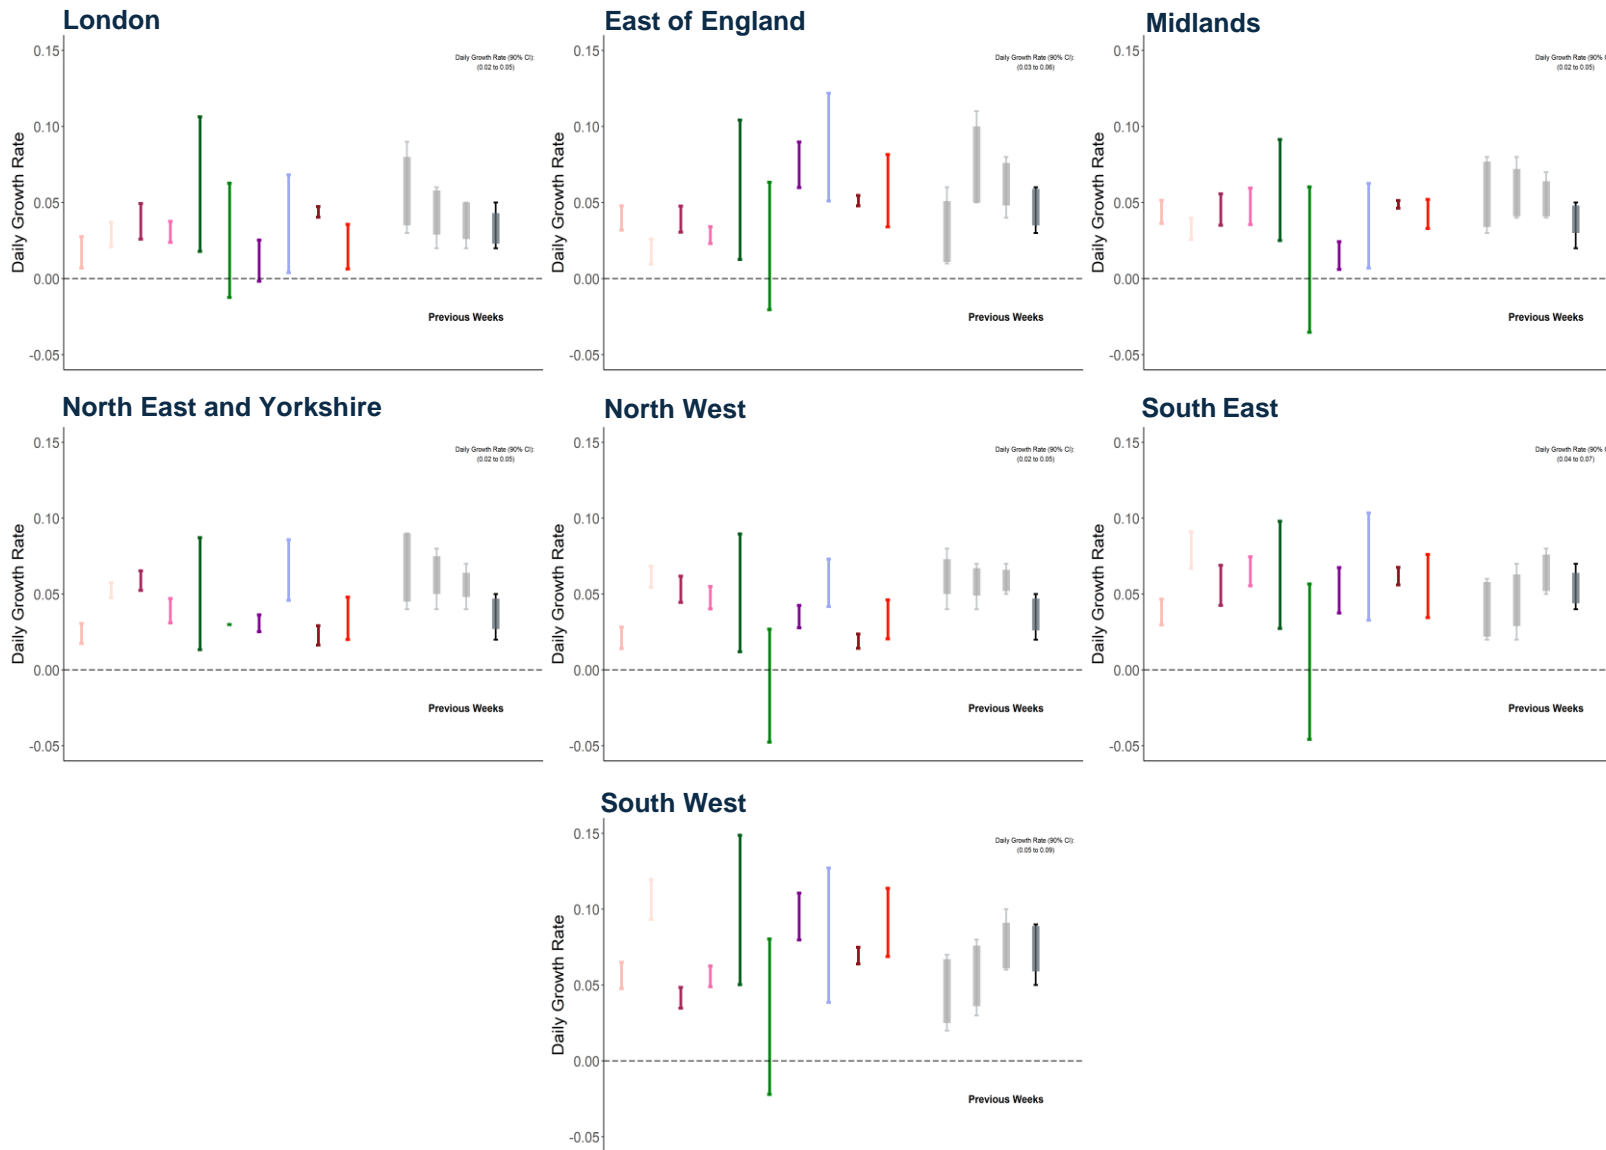 London
0.15
0.10
0.05
0.00
-0.05
Daily Growth Rate
Daily Growth Rate (90% CI):
(0.02 to 0.05)
Previous Weeks
East of England
0.15
0.10
0.05
0.00
-0.05
Daily Growth Rate
Daily Growth Rate (90% CI):
(0.03 to 0.06)
Previous Weeks
Midlands
0.15
0.10
0.05
0.00
-0.05
Daily Growth Rate
Daily Growth Rate (90% C
(0.02 to 0.05)
Previous Weeks
North East and Yorkshire
0.15
0.10
0.05
0.00
-0.05
Daily Growth Rate
Daily Growth Rate (90% CI):
(0.02 to 0.05)
Previous Weeks
North West
0.15
0.10
0.05
0.00
-0.05
Daily Growth Rate
Daily Growth Rate (90% CI):
(0.02 to 0.05)
Previous Weeks
South East
0.15
0.10
0.05
0.00
-0.05
Daily Growth Rate
Daily Growth Rate (90% C
(0.04 to 0.07)
Previous Weeks
South West
0.15
0.10
0.05
0.00
-0.05
Daily Growth Rate
Daily Growth Rate (90% CI):
(0.05 to 0.09)
Previous Weeks